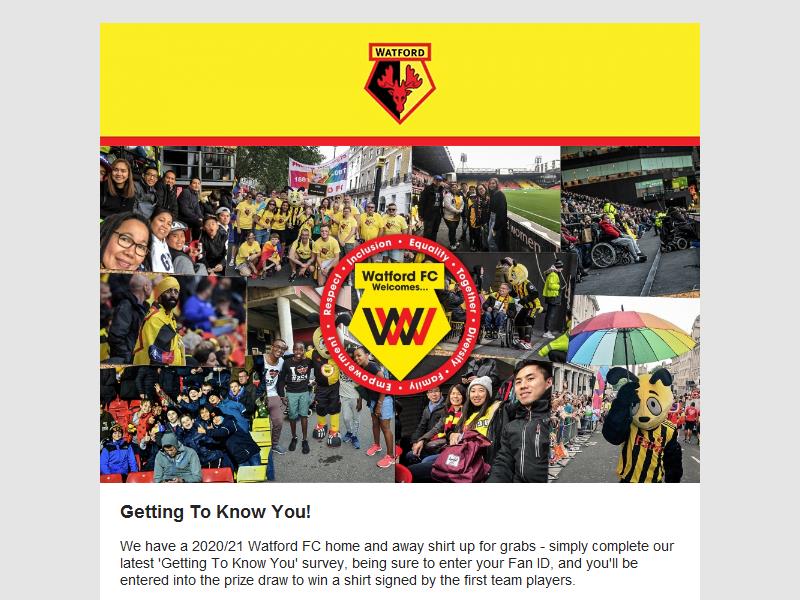 WATFORD
Respect • Inclusion • Equality • Together • Diversity • Family • Empowerment •
Watford FC
Welcomes...
Getting To Know You!
We have a 2020/21 Watford FC home and away shirt up for grabs - simply complete our
latest 'Getting To Know You' survey, being sure to enter your Fan ID, and you'll be
entered into the prize draw to win a shirt signed by the first team players.